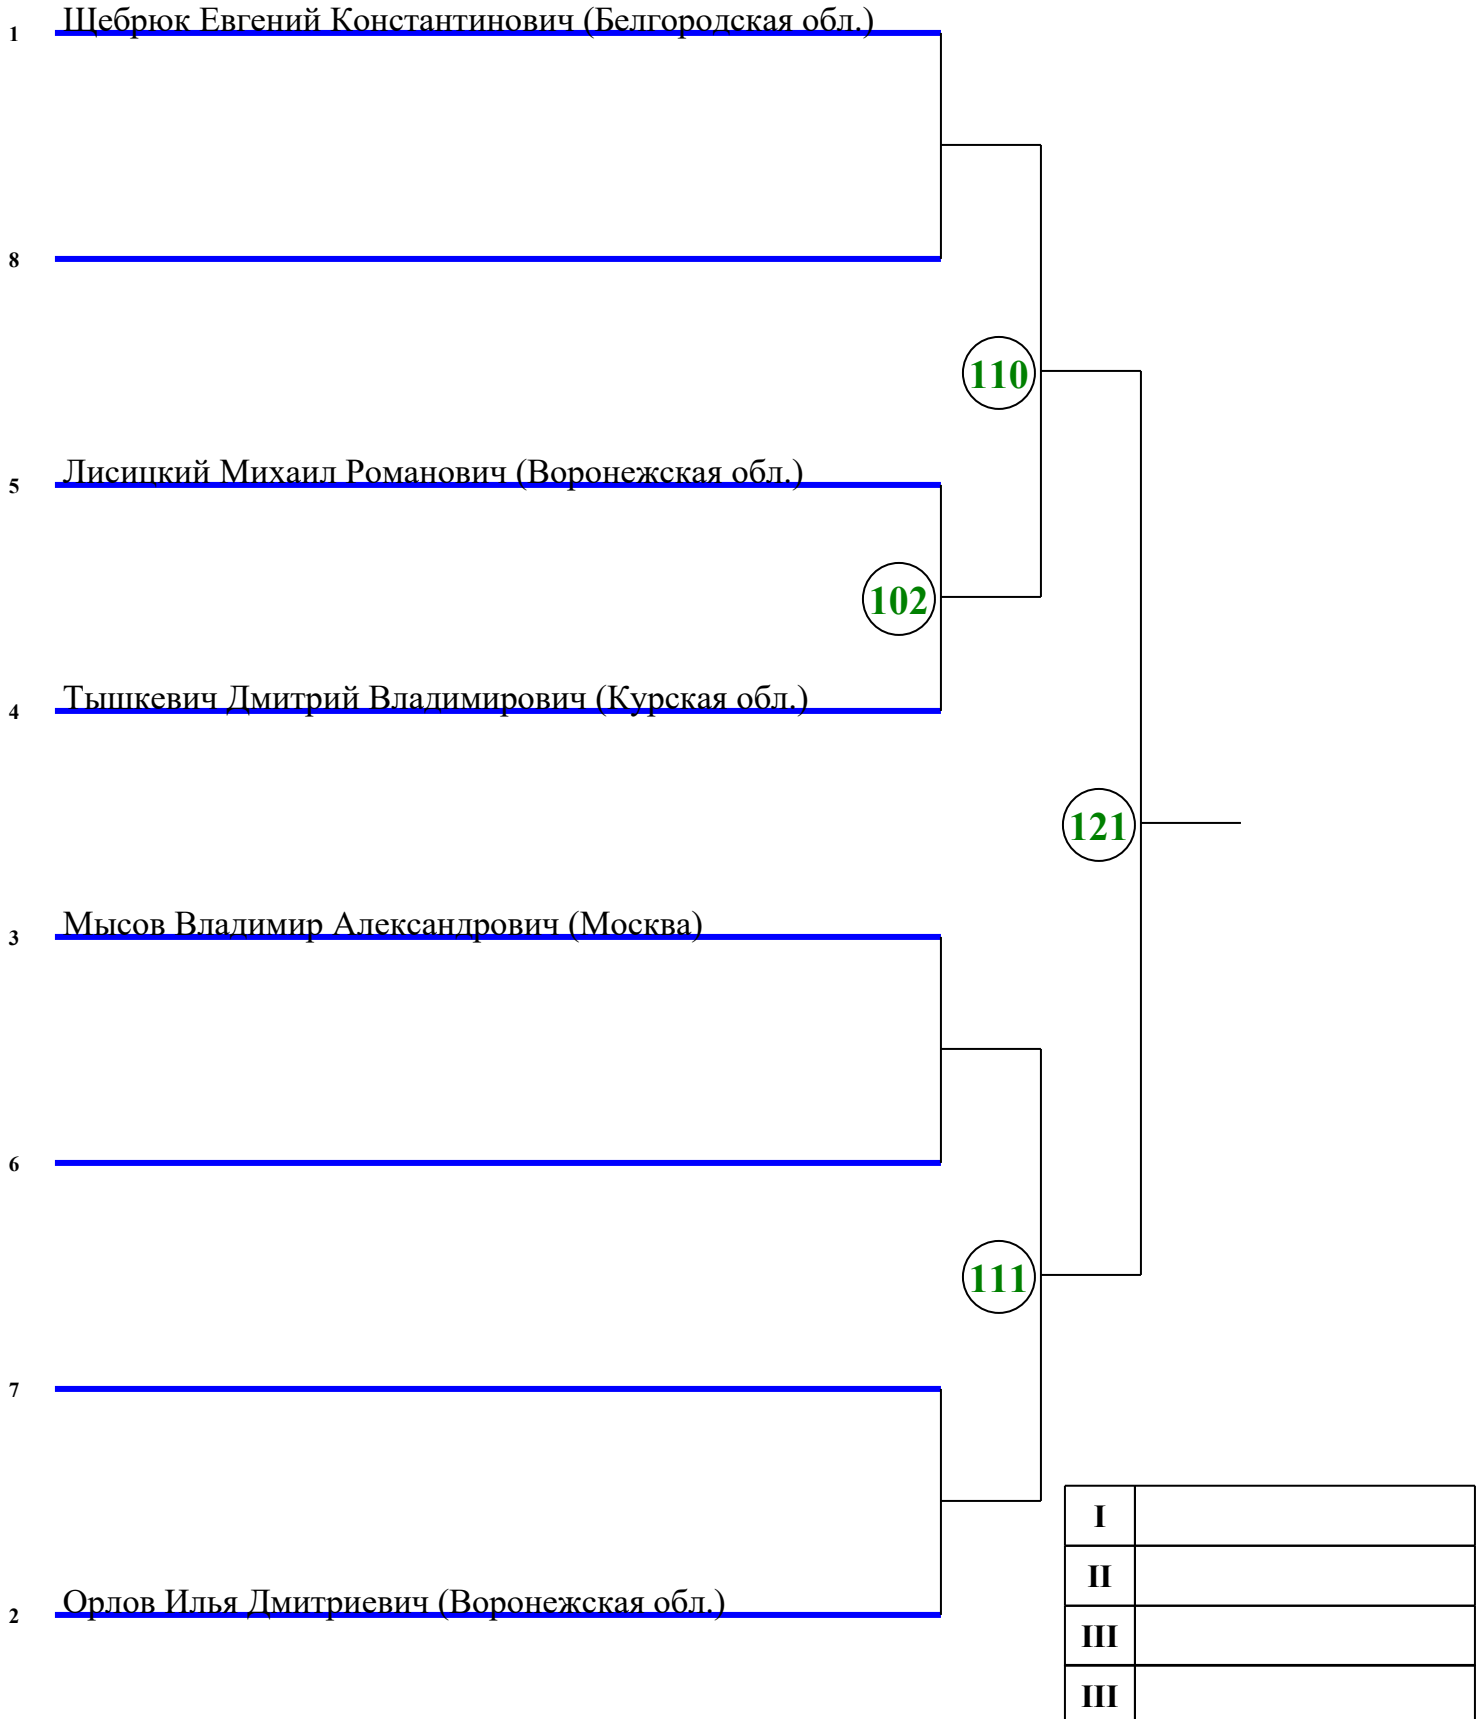 1 Щебрюк Евгений Константинович (Белгородская обл.)
8
110
5 Лисицкий Михаил Романович (Воронежская обл.)
102
4 Тышкевич Дмитрий Владимирович (Курская обл.)
121
3 Мысов Владимир Александрович (Москва)
6
111
7
I
II
2 Орлов Илья Дмитриевич (Воронежская обл.)
III
III